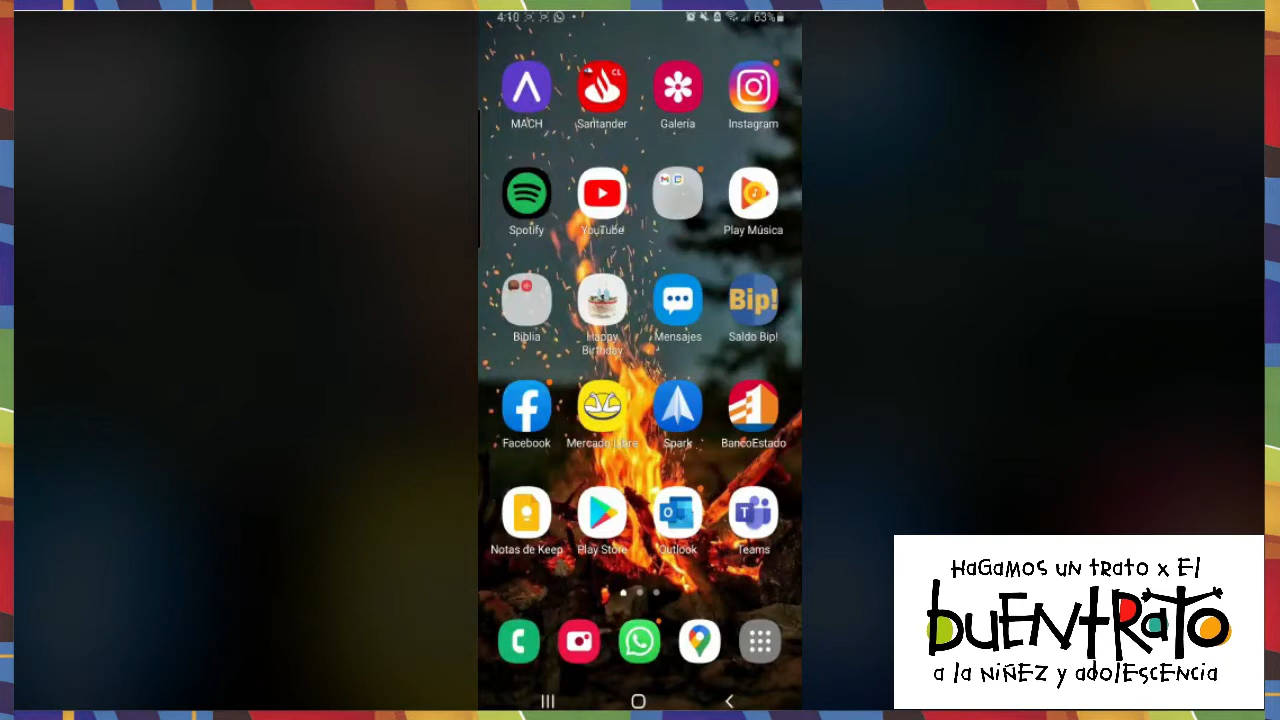 4:10
63%
CL
MACH
Santander
Galería
Instagram
Spotify
YouTube
Play Música
Bip!
Biblia
Happy
Birthday
Mensajes
Saldo Bip!
Facebook
Mercado Libre
Spark
BancoEstado
Notas de Keep
Play Store
Outlook
Teams
HaGamos un trato x El
buENtRato
a la NiÑEZ y adolEscENcia